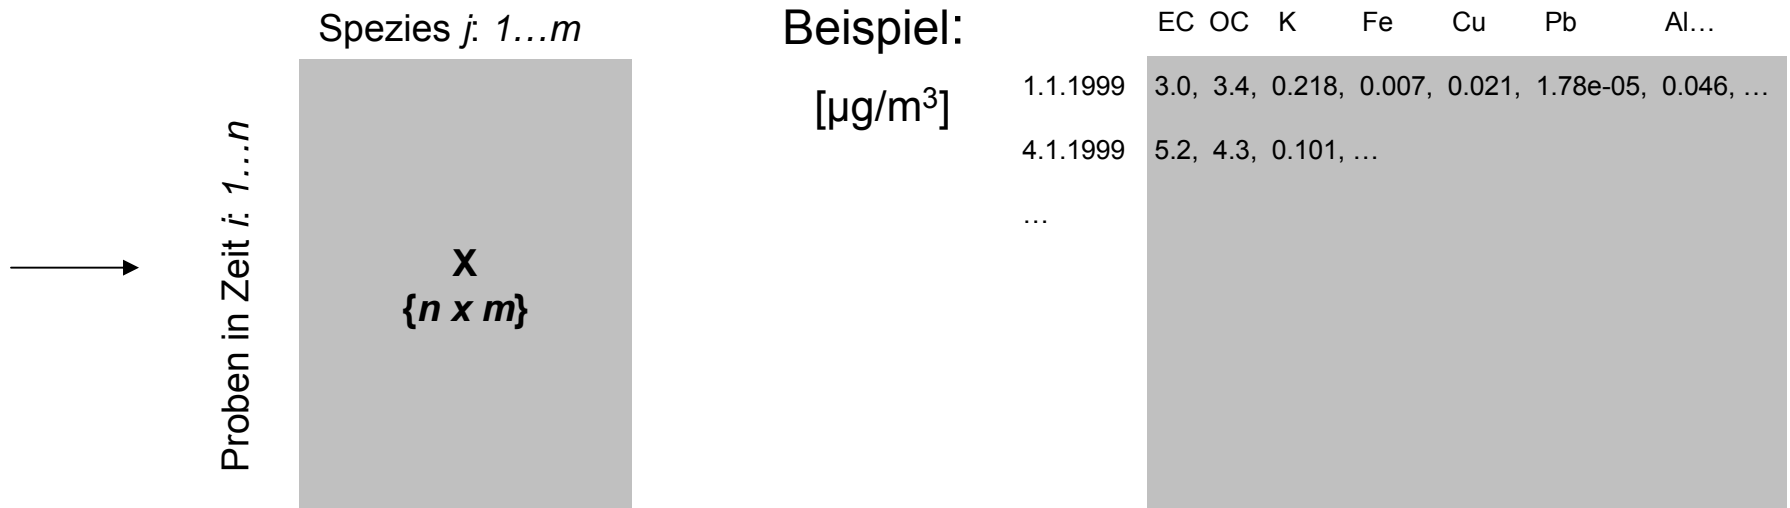 Spezies j: 1…m
Proben in Zeit i: 1…n
X
{n x m}
Beispiel:
[µg/m³]
EC OC K Fe Cu Pb Al…
1.1.1999 3.0, 3.4, 0.218, 0.007, 0.021, 1.78e-05, 0.046, …
4.1.1999 5.2, 4.3, 0.101, …
…